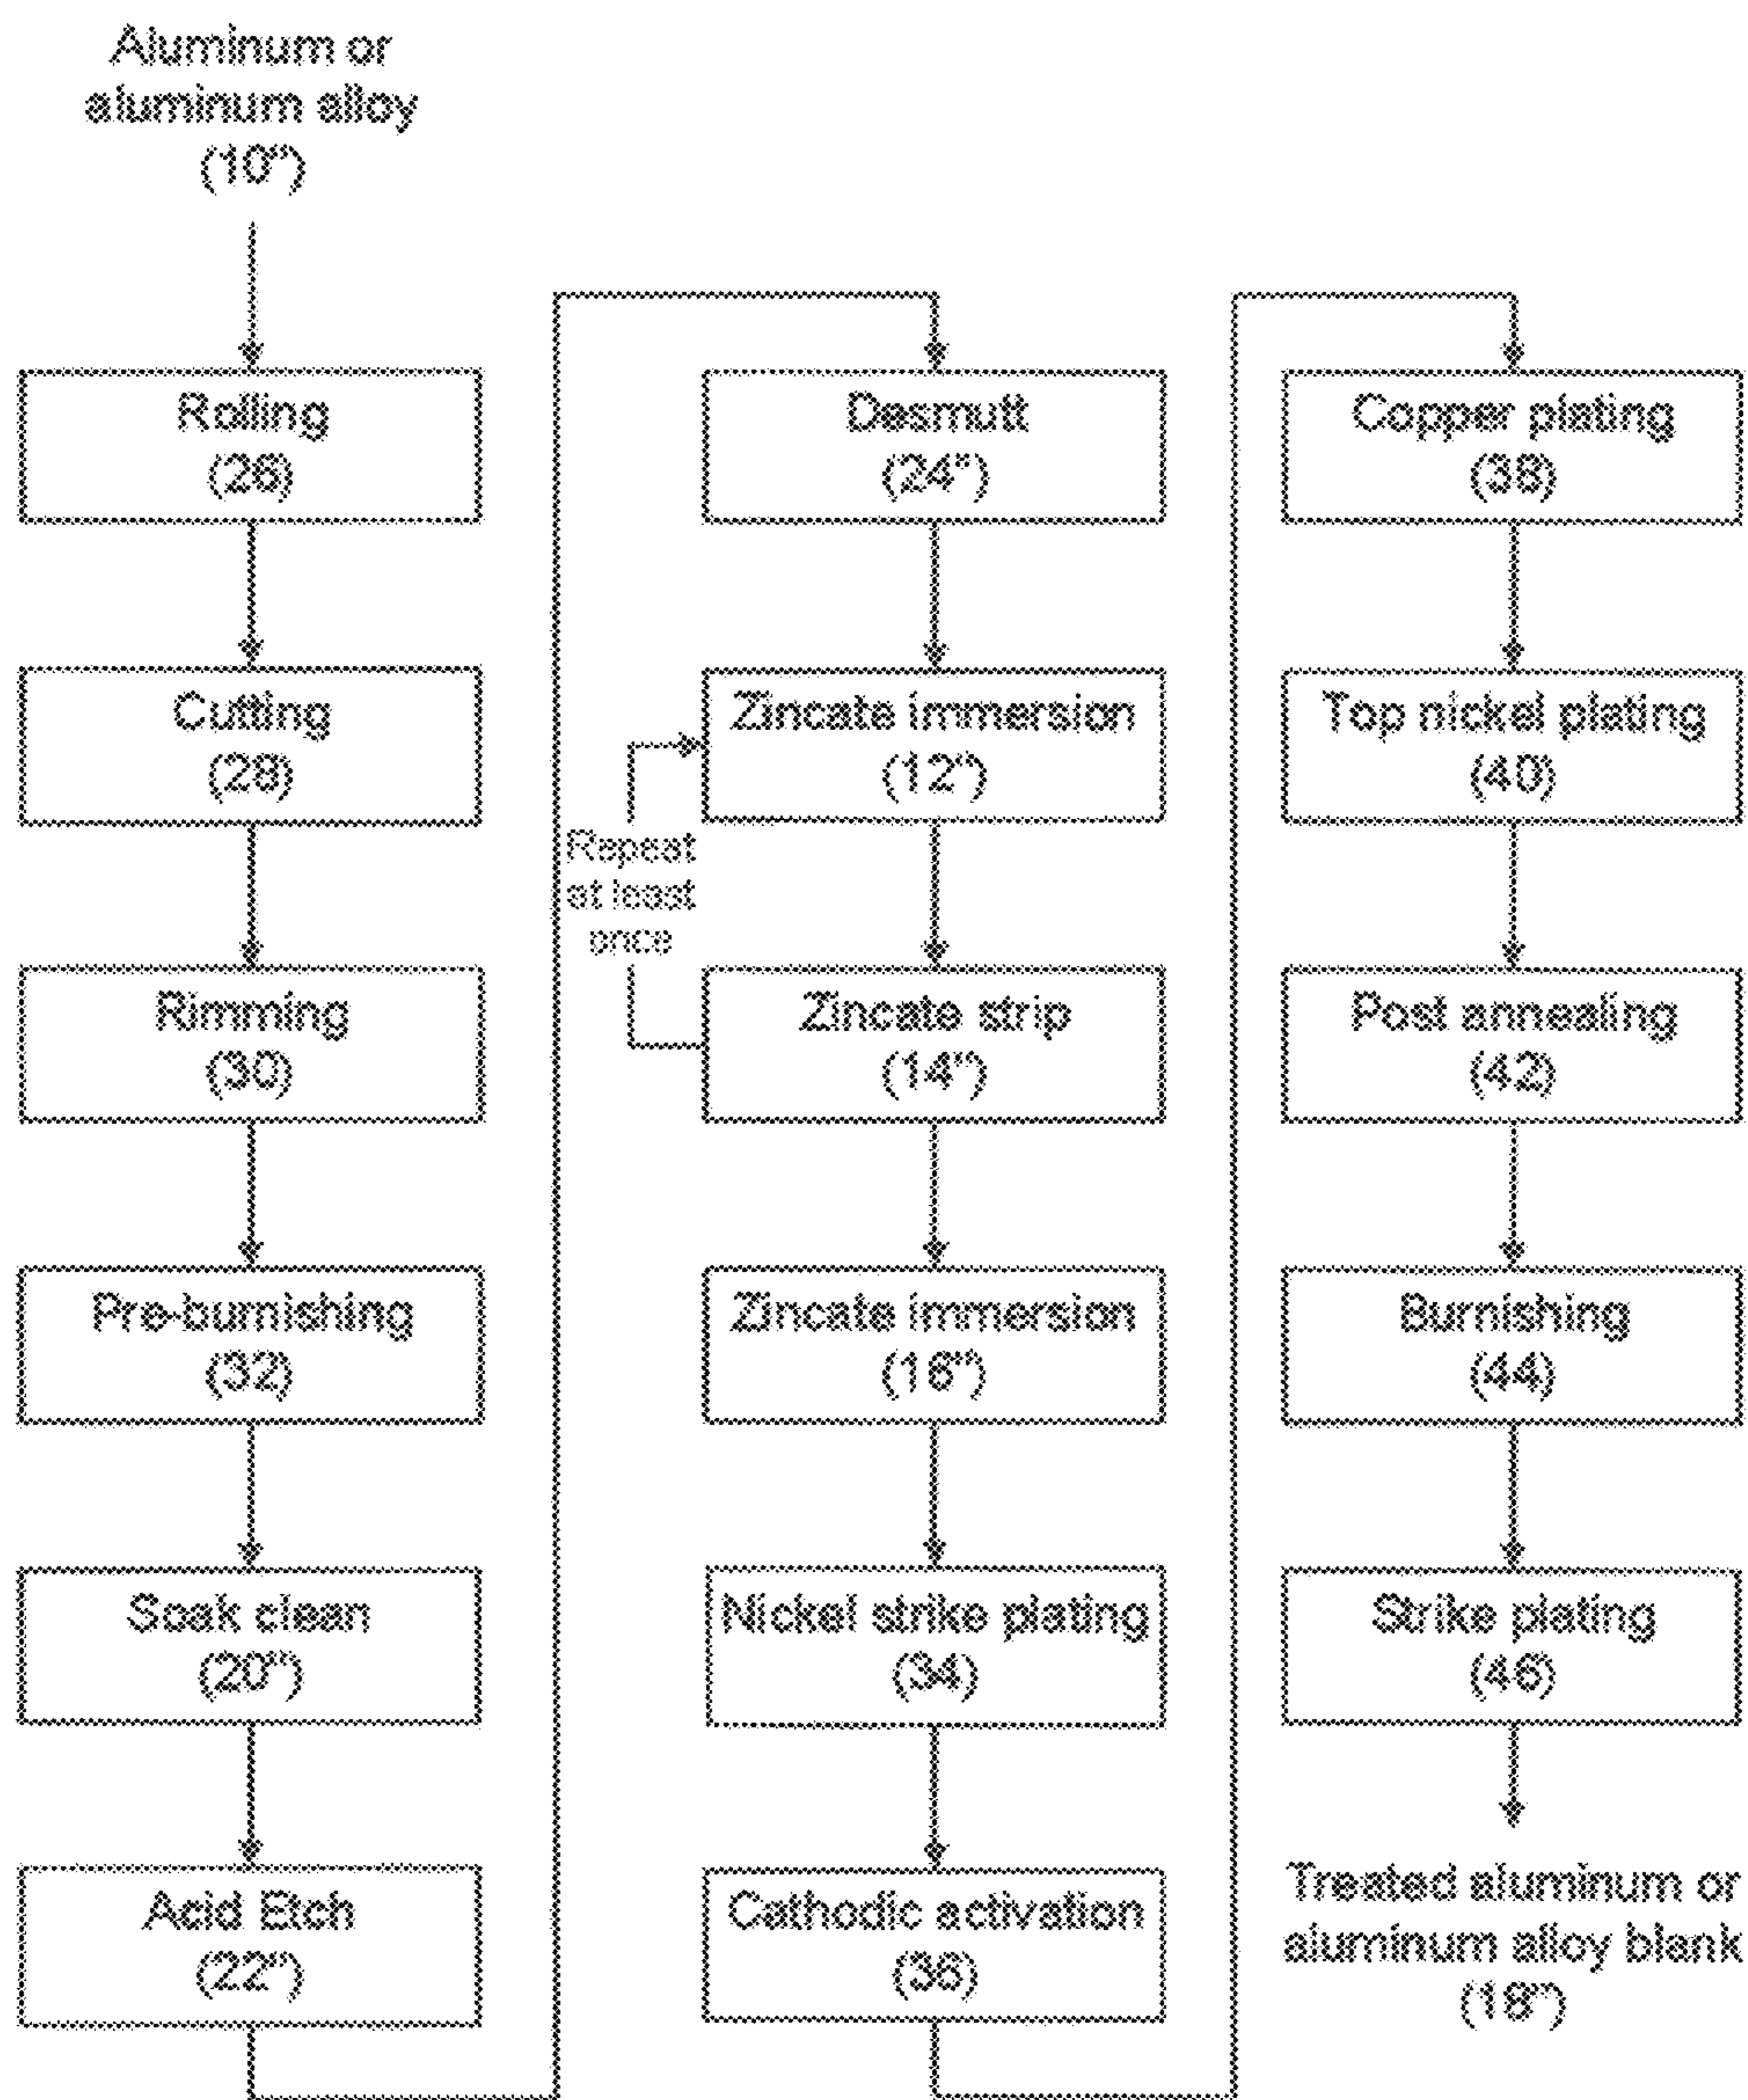 Aluminum or
aluminum alloy
(10")
Rolling
(26)
Cutting
(28)
Rimming
(30)
Pre-burnishing
(32)
Soak clean
(20")
Acid Etch
(22")
Desmutt
(24")
Zincate immersion
(12")
Repeat
at least
once
Zincate strip
(14")
Zincate immersion
(16")
Nickel strike plating
(34)
Cathodic activation
(36)
Copper plating
(38)
Top nickel plating
(40)
Post annealing
(42)
Burnishing
(44)
Strike plating
(46)
Treated aluminum or
aluminum alloy blank
(18")